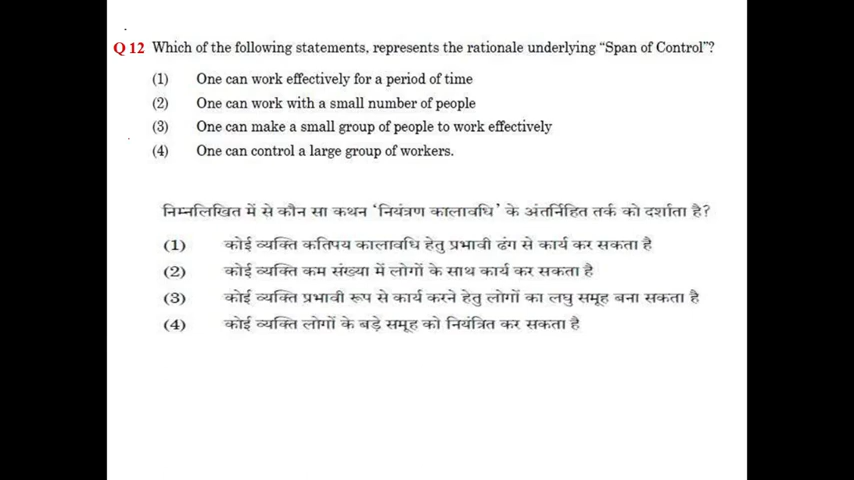 Q 12 Which of the following statements, represents the rationale underlying “Span of Control”?
(1) One can work effectively for a period of time
(2) One can work with a small number of people
(3) One can make a small group of people to work effectively
(4) One can control a large group of workers.
निम्नलिखित में से कौन सा कथन ‘नियंत्रण कालावधि’ के अंतर्निहित तर्क को दर्शाता है?
(1) कोई व्यक्ति कतिपय कालावधि हेतु प्रभावी ढंग से कार्य कर सकता है
(2) कोई व्यक्ति कम संख्या में लोगों के साथ कार्य कर सकता है
(3) कोई व्यक्ति प्रभावी रूप से कार्य करने हेतु लोगों का लघु समूह बना सकता है
(4) कोई व्यक्ति लोगों के बड़े समूह को नियंत्रित कर सकता है